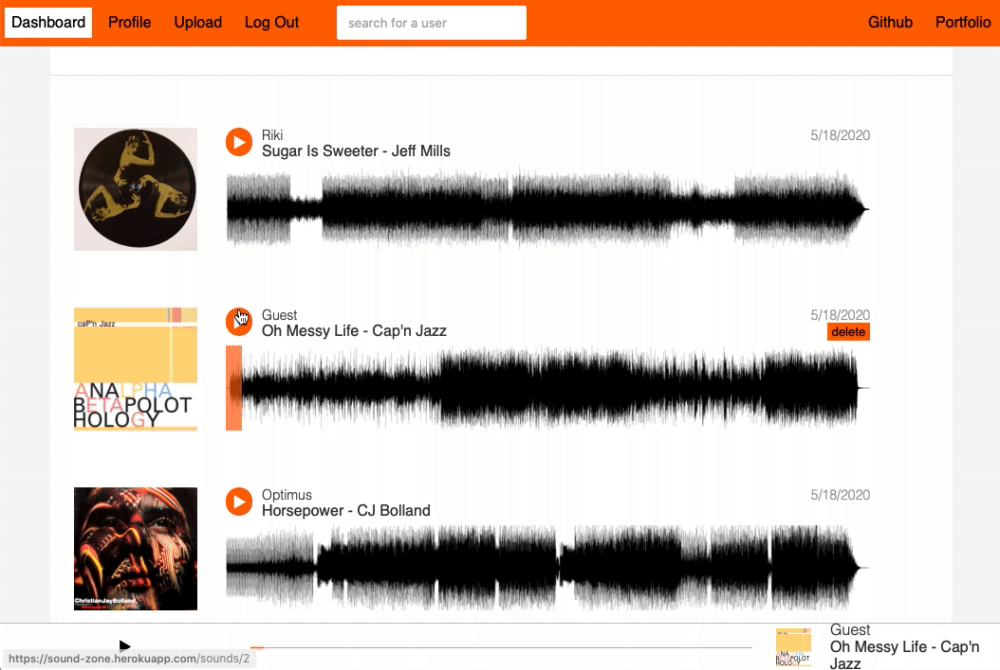 Dashboard Profile Upload Log Out search for a user Github Portfolio
Riki 5/18/2020
Sugar Is Sweeter - Jeff Mills
Guest 5/18/2020
Oh Messy Life - Cap'n Jazz delete
caP'n Jazz
ANALPHA
BETAPOLOT
HOLOGY
Optimus 5/18/2020
Horsepower - CJ Bolland
ChristianJayBolland
Guest
Oh Messy Life - Cap'n
Jazz
https://sound-zone.herokuapp.com/sounds/2